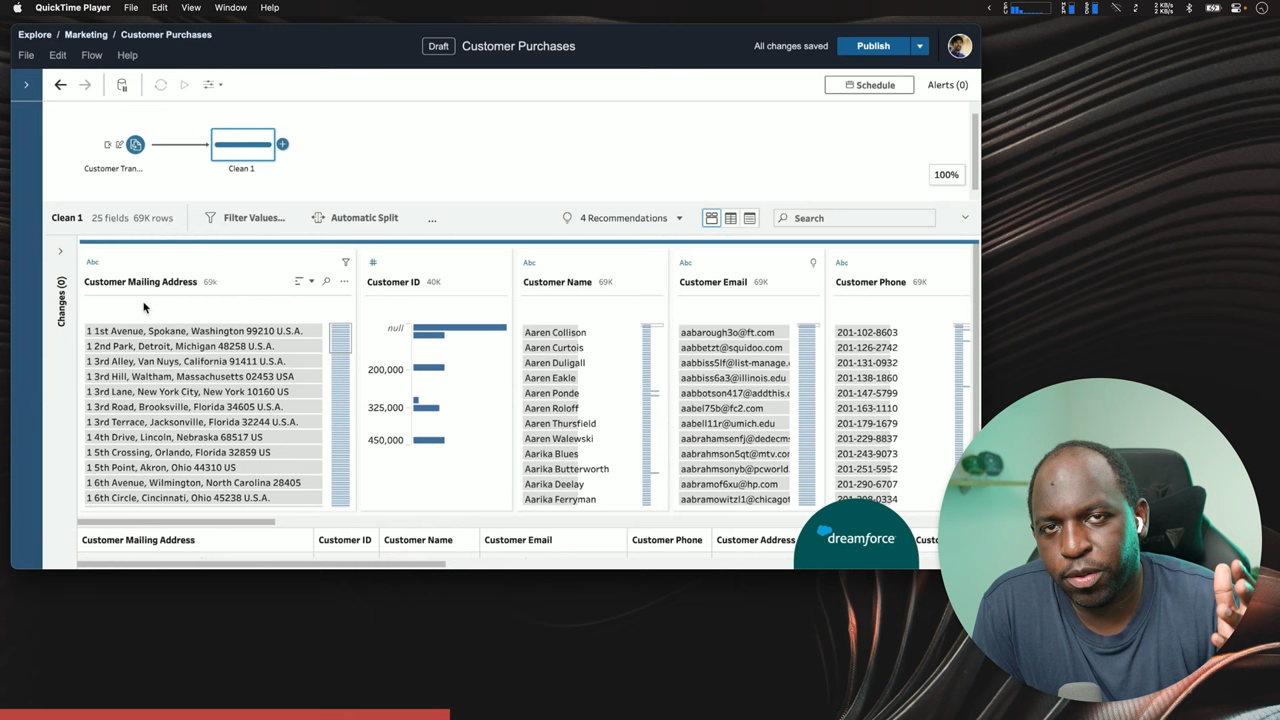 QuickTime Player File Edit View Window Help
2 KB/s
2 KB/s
Explore / Marketing / Customer Purchases
File Edit Flow Help
Draft Customer Purchases
All changes saved Publish
Schedule Alerts (0)
Customer Tran...
Clean 1
100%
Clean 1 25 fields 69K rows Filter Values... Automatic Split ... 4 Recommendations Search
Changes (0)
Abc
Customer Mailing Address 69k
1 1st Avenue, Spokane, Washington 99210 U.S.A.
1 2nd Park, Detroit, Michigan 48258 U.S.A.
1 3rd Alley, Van Nuys, California 91411 U.S.A.
1 3rd Hill, Waltham, Massachusetts 02453 USA
1 3rd Lane, New York City, New York 10160 US
1 3rd Road, Brooksville, Florida 34605 U.S.A.
1 3rd Terrace, Jacksonville, Florida 32244 U.S.A.
1 4th Drive, Lincoln, Nebraska 68517 US
1 5th Crossing, Orlando, Florida 32859 US
1 5th Point, Akron, Ohio 44310 US
1 6th Avenue, Wilmington, North Carolina 28405
1 6th Circle, Cincinnati, Ohio 45238 U.S.A.
#
Customer ID 40K
null
200,000
325,000
450,000
Abc
Customer Name 69K
Aaren Collison
Aaren Curtois
Aaren Duligall
Aaren Eakle
Aaren Ponde
Aaren Roloff
Aaren Thursfield
Aaren Walewski
Aarika Blues
Aarika Butterworth
Aarika Deelay
Aarika Ferryman
Abc
Customer Email 69K
aabarough3o@ft.com
aabatzt@squidoo.
aabbiss5lf@list-mar
aabbiss6a3@illinois.edu
aabbotson417@addthis.c
aabel75b@fc2.com
aabell11r@umich.edu
aabrahamsenfj@
aabrahmson5qt@mtv.cor
aabrahmsonyb@pcworld.
aabramof6xu@hp.com
aabramowitzl1@chicagot
Abc
Customer Phone 69K
201-102-8603
201-126-2742
201-131-0932
201-138-1860
201-147-5799
201-163-1110
201-179-1679
201-229-8837
201-243-9073
201-251-5952
201-290-6707
Customer Mailing Address Customer ID Customer Name Customer Email Customer Phone Customer Address
dreamforce